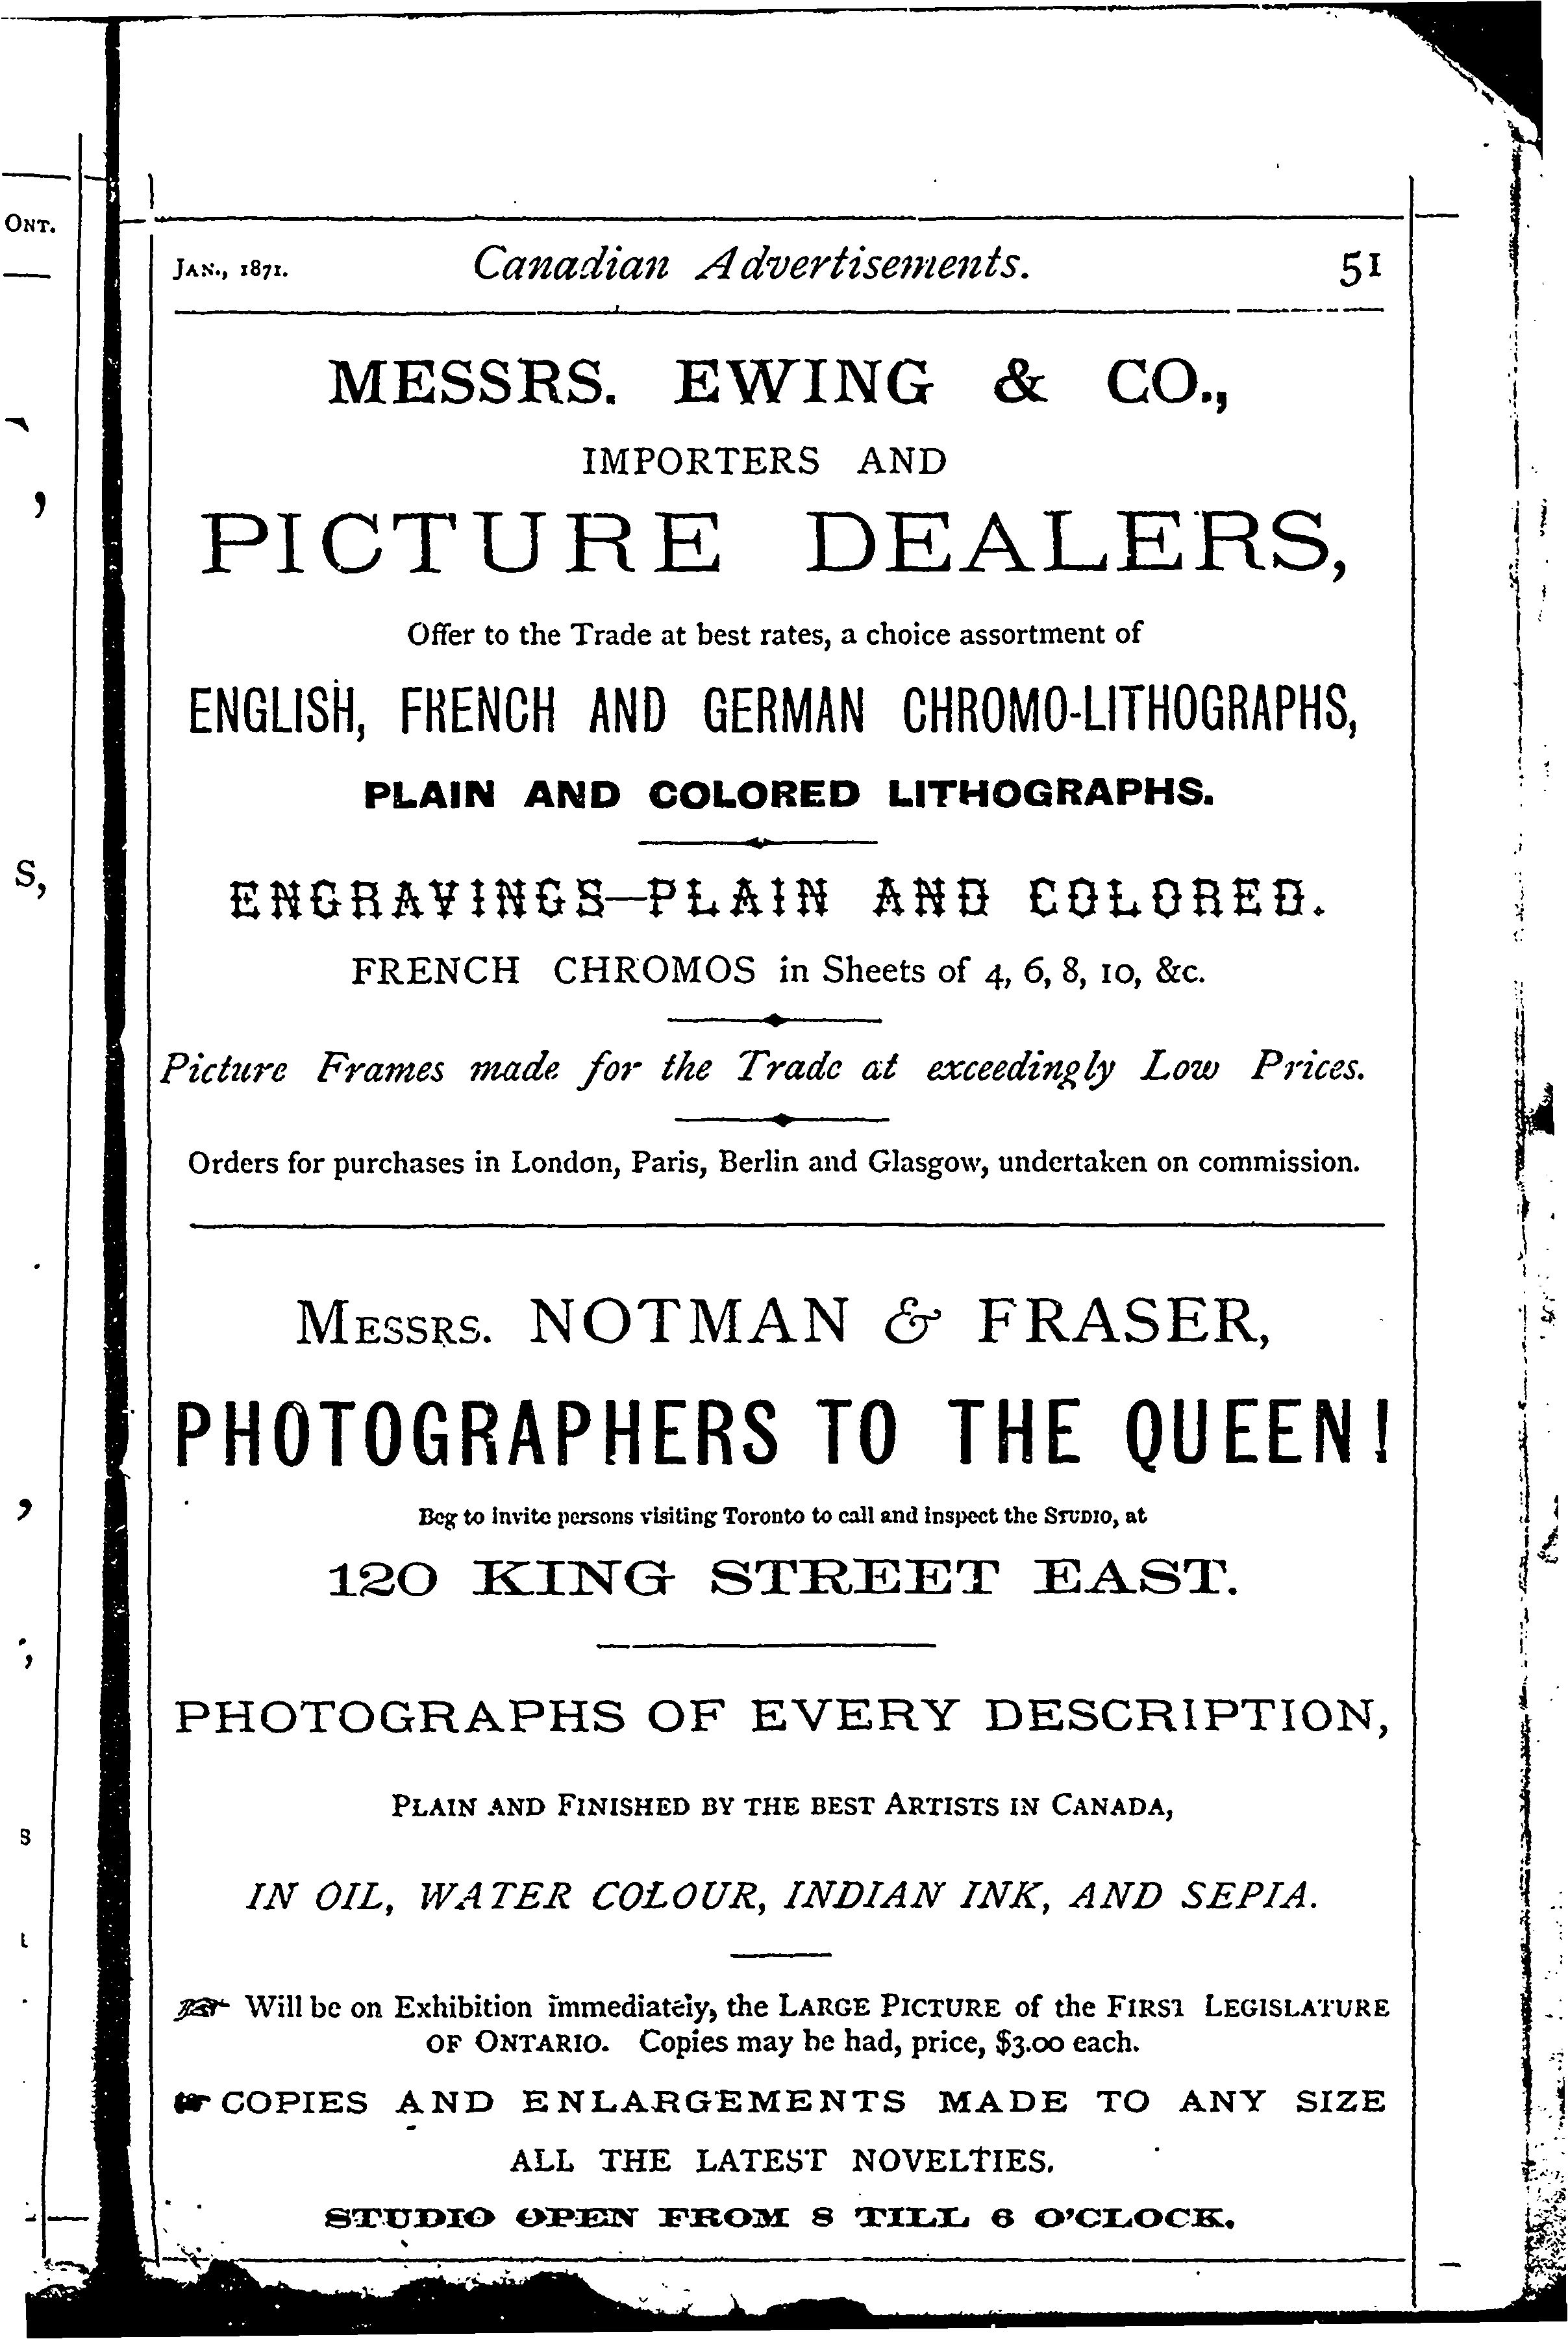 ONT.
S,
S
JAN., 1871. Canadian Advertisements. 51
MESSRS. EWING & CO.,
IMPORTERS AND
PICTURE DEALERS,
Offer to the Trade at best rates, a choice assortment of
ENGLISH, FRENCH AND GERMAN CHROMO-LITHOGRAPHS,
PLAIN AND COLORED LITHOGRAPHS.
ENGRAVINGS—PLAIN AND COLORED.
FRENCH CHROMOS in Sheets of 4, 6, 8, 10, &c.
Picture Frames made for the Trade at exceedingly Low Prices.
Orders for purchases in London, Paris, Berlin and Glasgow, undertaken on commission.
MESSRS. NOTMAN & FRASER,
PHOTOGRAPHERS TO THE QUEEN!
Beg to invite persons visiting Toronto to call and inspect the STUDIO, at
120 KING STREET EAST.
PHOTOGRAPHS OF EVERY DESCRIPTION,
PLAIN AND FINISHED BY THE BEST ARTISTS IN CANADA,
IN OIL, WATER COLOUR, INDIAN INK, AND SEPIA.
☞ Will be on Exhibition immediately, the LARGE PICTURE of the FIRST LEGISLATURE
OF ONTARIO. Copies may be had, price, $3.00 each.
☞ COPIES AND ENLARGEMENTS MADE TO ANY SIZE
ALL THE LATEST NOVELTIES.
STUDIO OPEN FROM 8 TILL 6 O'CLOCK.